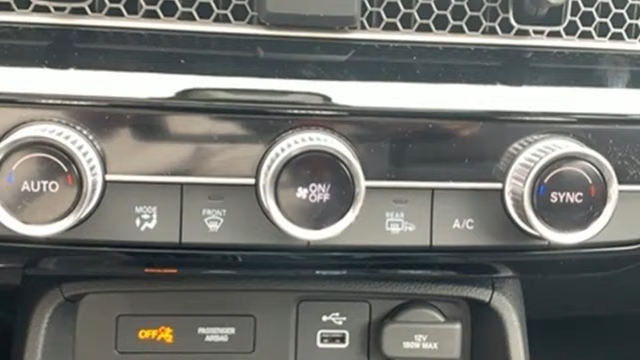 AUTO
MODE
FRONT
ON/
OFF
REAR
A/C
SYNC
OFF
PASSENGER
AIRBAG
12V
180W MAX